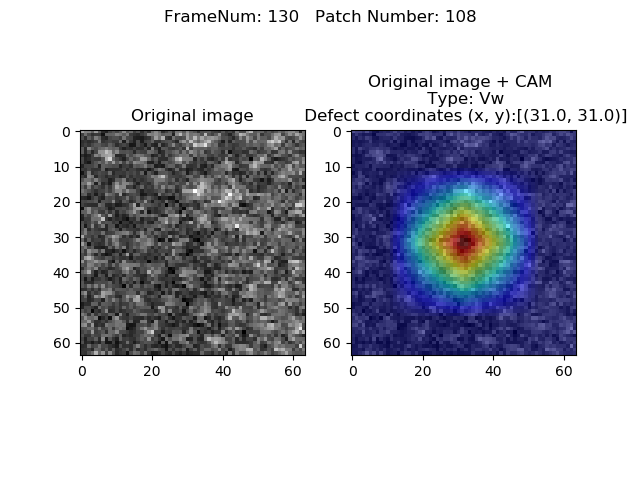 FrameNum: 130   Patch Number: 108
Original image
Original image + CAM
Type: Vw
Defect coordinates (x, y):[(31.0, 31.0)]
0
10
20
30
40
50
60
0 20 40 60
0
10
20
30
40
50
60
0 20 40 60